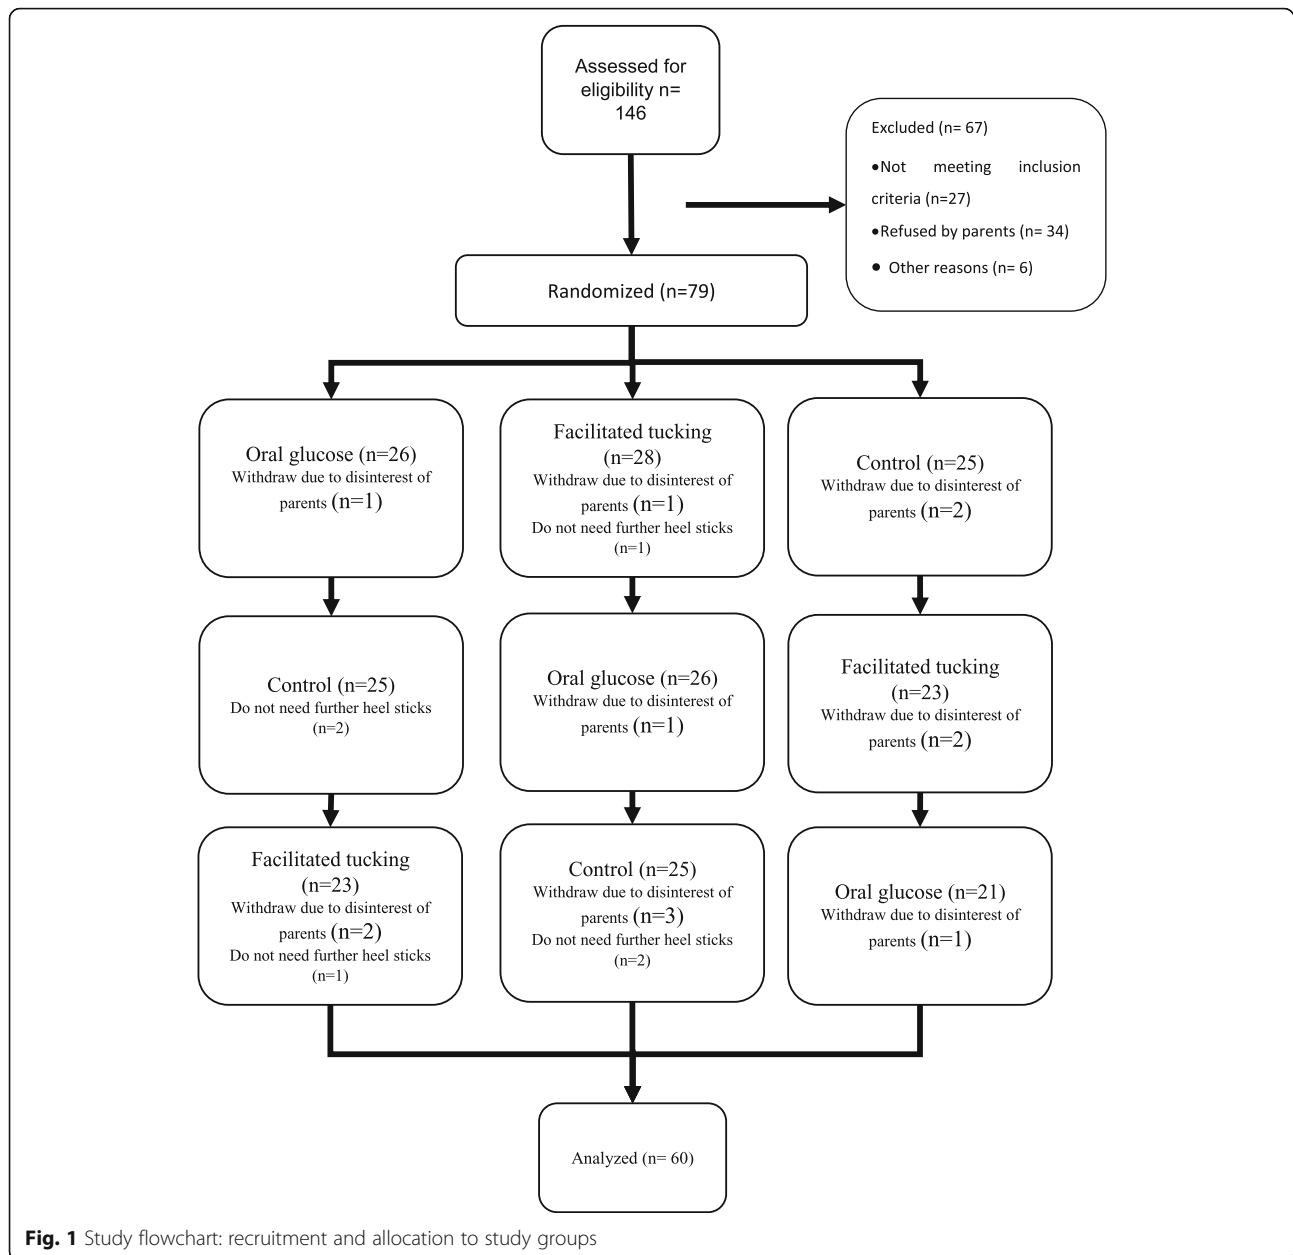 Assessed for
eligibility n=
146
Excluded (n= 67)
•Not meeting inclusion
criteria (n=27)
•Refused by parents (n= 34)
• Other reasons (n= 6)
Randomized (n=79)
Oral glucose (n=26)
Withdraw due to disinterest of
parents (n=1)
Facilitated tucking
(n=28)
Withdraw due to disinterest of
parents (n=1)
Do not need further heel sticks
(n=1)
Control (n=25)
Withdraw due to disinterest of
parents (n=2)
Control (n=25)
Do not need further heel sticks
(n=2)
Oral glucose (n=26)
Withdraw due to disinterest of
parents (n=1)
Facilitated tucking
(n=23)
Withdraw due to disinterest of
parents (n=2)
Facilitated tucking
(n=23)
Withdraw due to disinterest of
parents (n=2)
Do not need further heel sticks
(n=1)
Control (n=25)
Withdraw due to disinterest of
parents (n=3)
Do not need further heel sticks
(n=2)
Oral glucose (n=21)
Withdraw due to disinterest of
parents (n=1)
Analyzed (n= 60)
Fig. 1 Study flowchart: recruitment and allocation to study groups